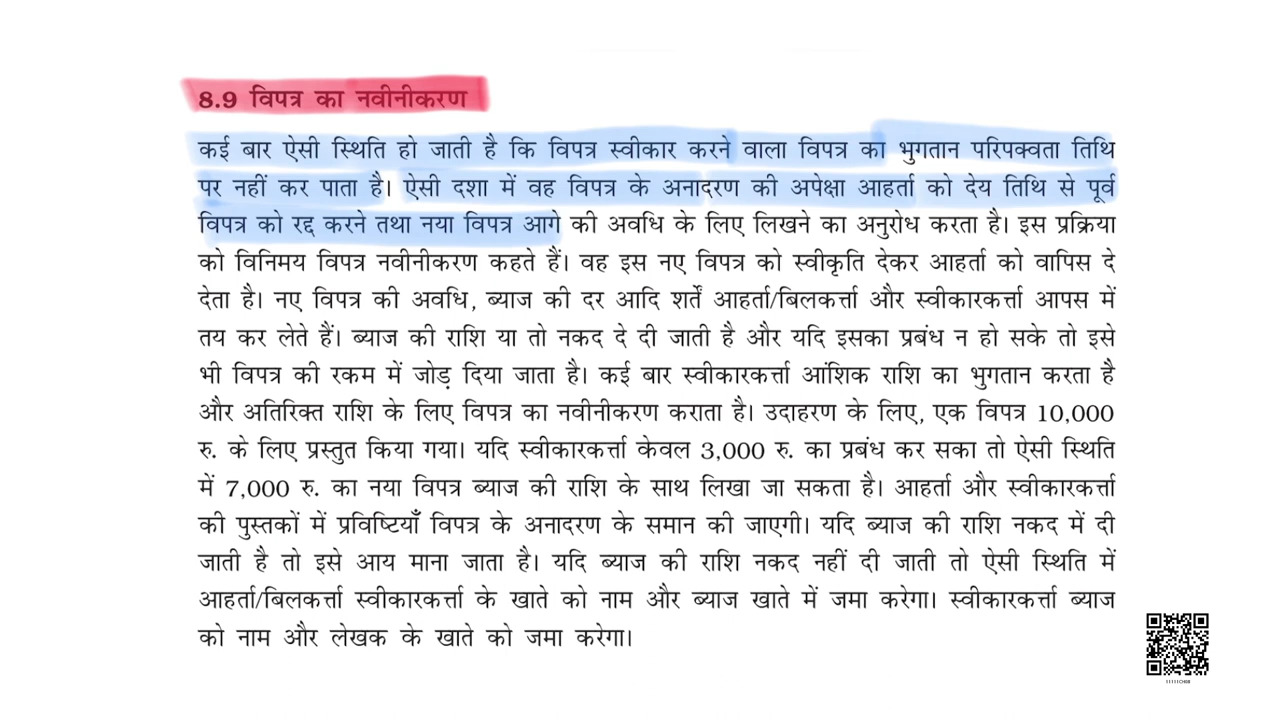 8.9 विपत्र का नवीनीकरण
कई बार ऐसी स्थिति हो जाती है कि विपत्र स्वीकार करने वाला विपत्र का भुगतान परिपक्वता तिथि
पर नहीं कर पाता है। ऐसी दशा में वह विपत्र के अनादरण की अपेक्षा आहर्ता को देय तिथि से पूर्व
विपत्र को रद्द करने तथा नया विपत्र आगे की अवधि के लिए लिखने का अनुरोध करता है। इस प्रक्रिया
को विनिमय विपत्र नवीनीकरण कहते हैं। वह इस नए विपत्र को स्वीकृति देकर आहर्ता को वापिस दे
देता है। नए विपत्र की अवधि, ब्याज की दर आदि शर्तें आहर्ता/बिलकर्त्ता और स्वीकारकर्त्ता आपस में
तय कर लेते हैं। ब्याज की राशि या तो नकद दे दी जाती है और यदि इसका प्रबंध न हो सके तो इसे
भी विपत्र की रकम में जोड़ दिया जाता है। कई बार स्वीकारकर्त्ता आंशिक राशि का भुगतान करता है
और अतिरिक्त राशि के लिए विपत्र का नवीनीकरण कराता है। उदाहरण के लिए, एक विपत्र 10,000
रु. के लिए प्रस्तुत किया गया। यदि स्वीकारकर्त्ता केवल 3,000 रु. का प्रबंध कर सका तो ऐसी स्थिति
में 7,000 रु. का नया विपत्र ब्याज की राशि के साथ लिखा जा सकता है। आहर्ता और स्वीकारकर्त्ता
की पुस्तकों में प्रविष्टियाँ विपत्र के अनादरण के समान की जाएगी। यदि ब्याज की राशि नकद में दी
जाती है तो इसे आय माना जाता है। यदि ब्याज की राशि नकद नहीं दी जाती तो ऐसी स्थिति में
आहर्ता/बिलकर्त्ता स्वीकारकर्त्ता के खाते को नाम और ब्याज खाते में जमा करेगा। स्वीकारकर्त्ता ब्याज
को नाम और लेखक के खाते को जमा करेगा।